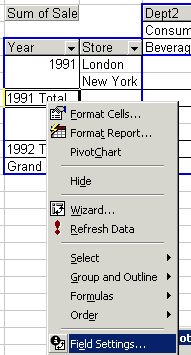 Sum of Sale Dept2
Consum
Year Store Beverag
1991 London
New York
1991 Total
1992 T
Grand
Format Cells...
Format Report...
PivotChart
Hide
Wizard...
Refresh Data
Select
Group and Outline
Formulas
Order
Field Settings...